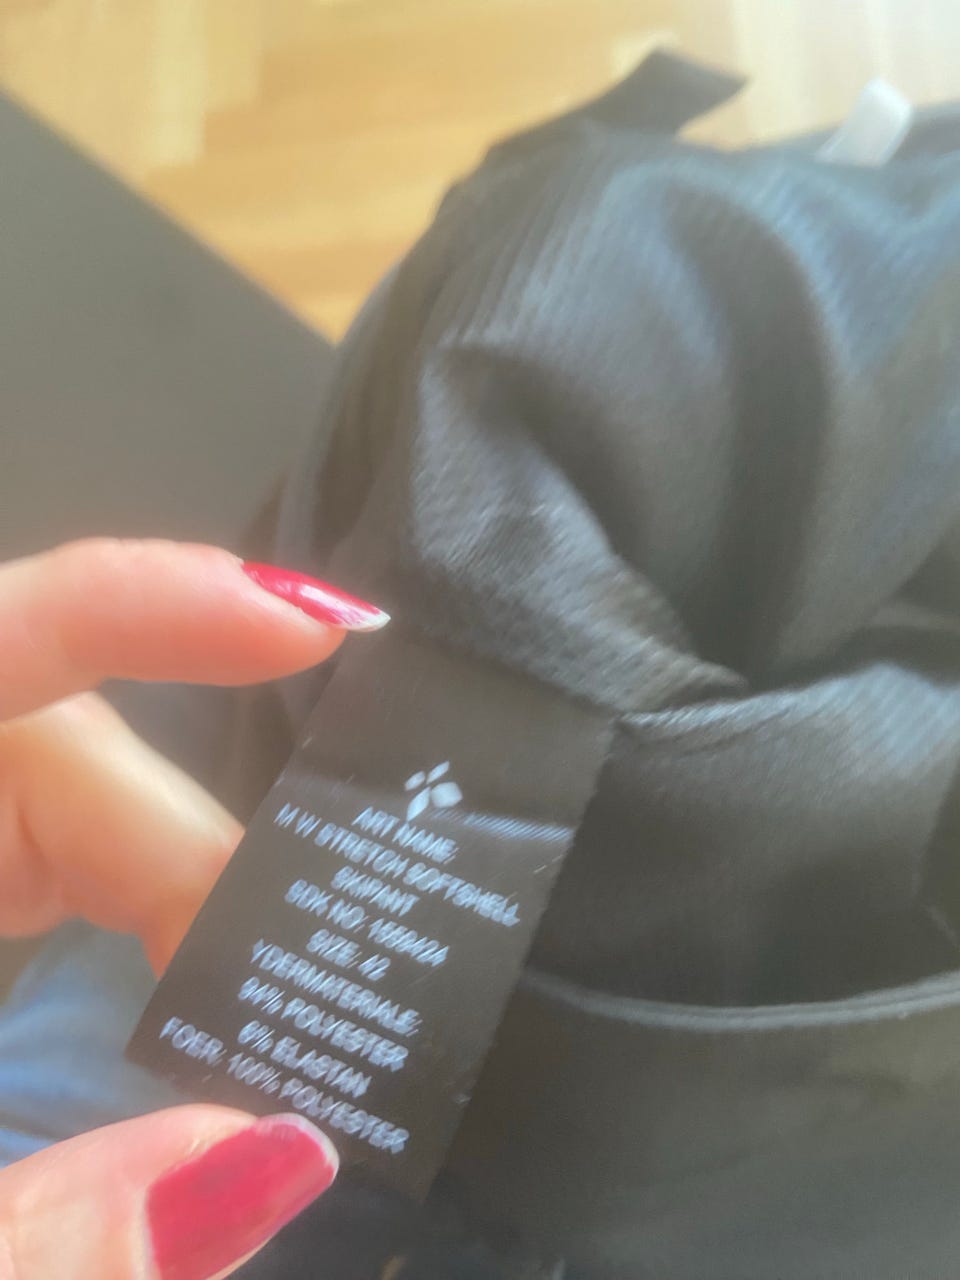 ART NAME:
M W STRETCH SOFTSHELL
SKIPANT
SIZE: 42
YDERMATERIALE:
94% POLYESTER
6% ELASTAN
FOER: 100% POLYESTER